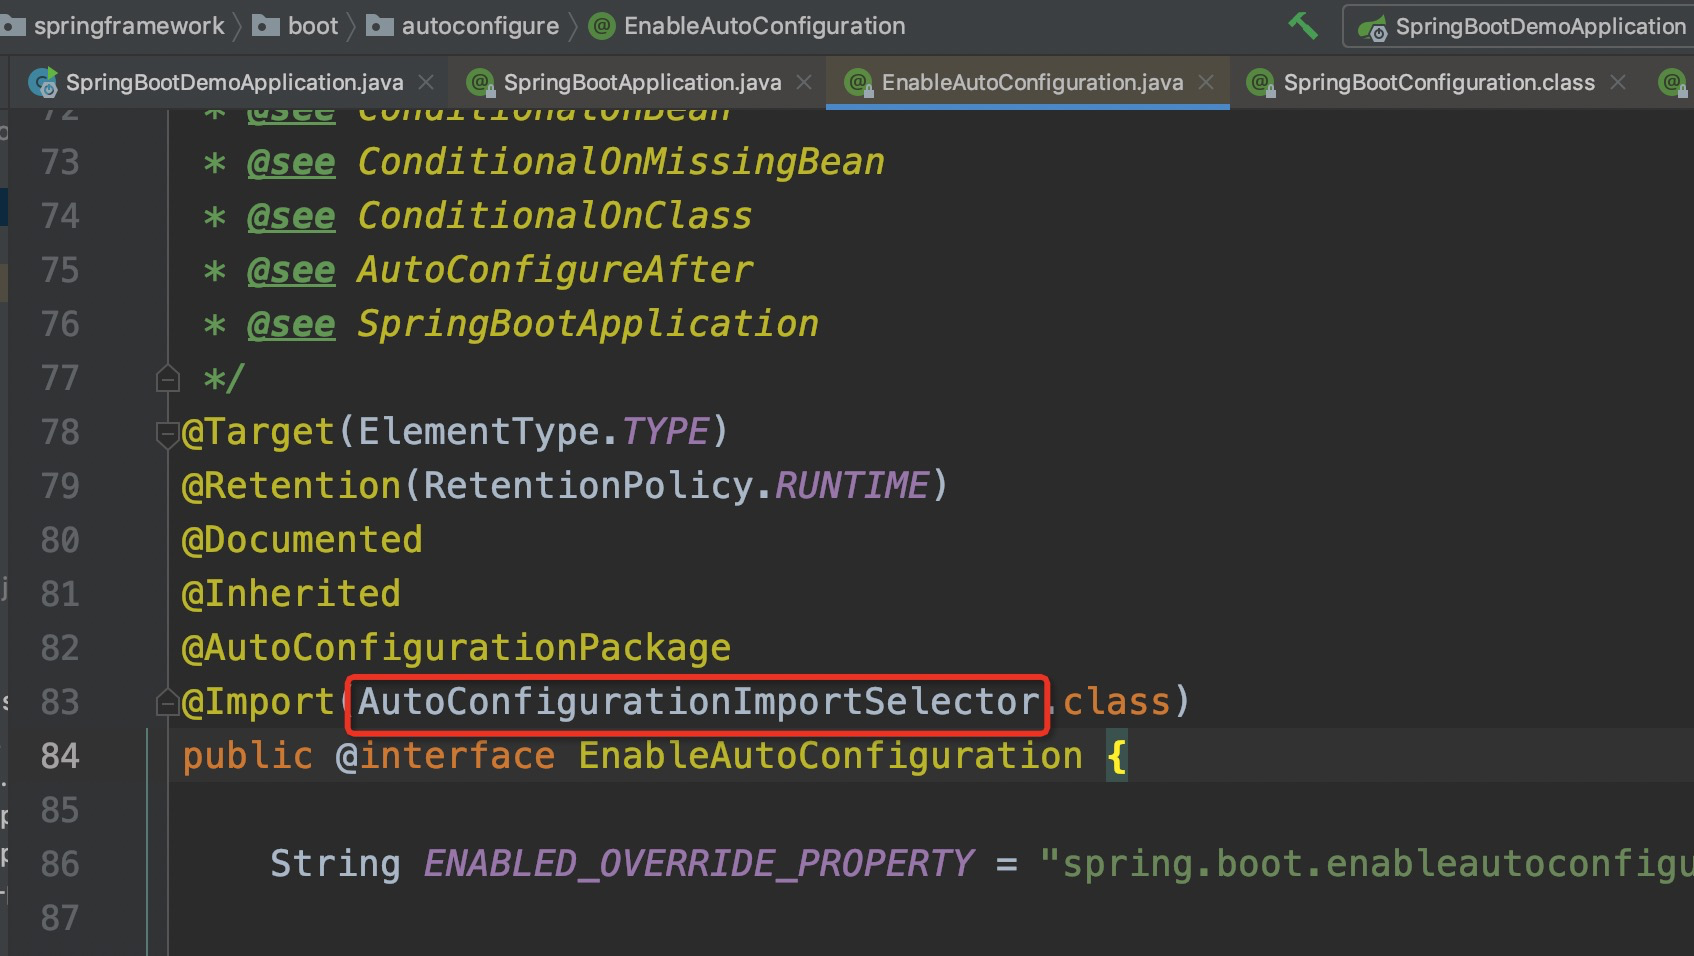 springframework boot autoconfigure EnableAutoConfiguration SpringBootDemoApplication
SpringBootDemoApplication.java SpringBootApplication.java EnableAutoConfiguration.java SpringBootConfiguration.class
72 * @see ConditionalOnBean
73 * @see ConditionalOnMissingBean
74 * @see ConditionalOnClass
75 * @see AutoConfigureAfter
76 * @see SpringBootApplication
77 */
78 @Target(ElementType.TYPE)
79 @Retention(RetentionPolicy.RUNTIME)
80 @Documented
81 @Inherited
82 @AutoConfigurationPackage
83 @Import(AutoConfigurationImportSelector.class)
84 public @interface EnableAutoConfiguration {
85
86 String ENABLED_OVERRIDE_PROPERTY = "spring.boot.enableautoconfigu
87